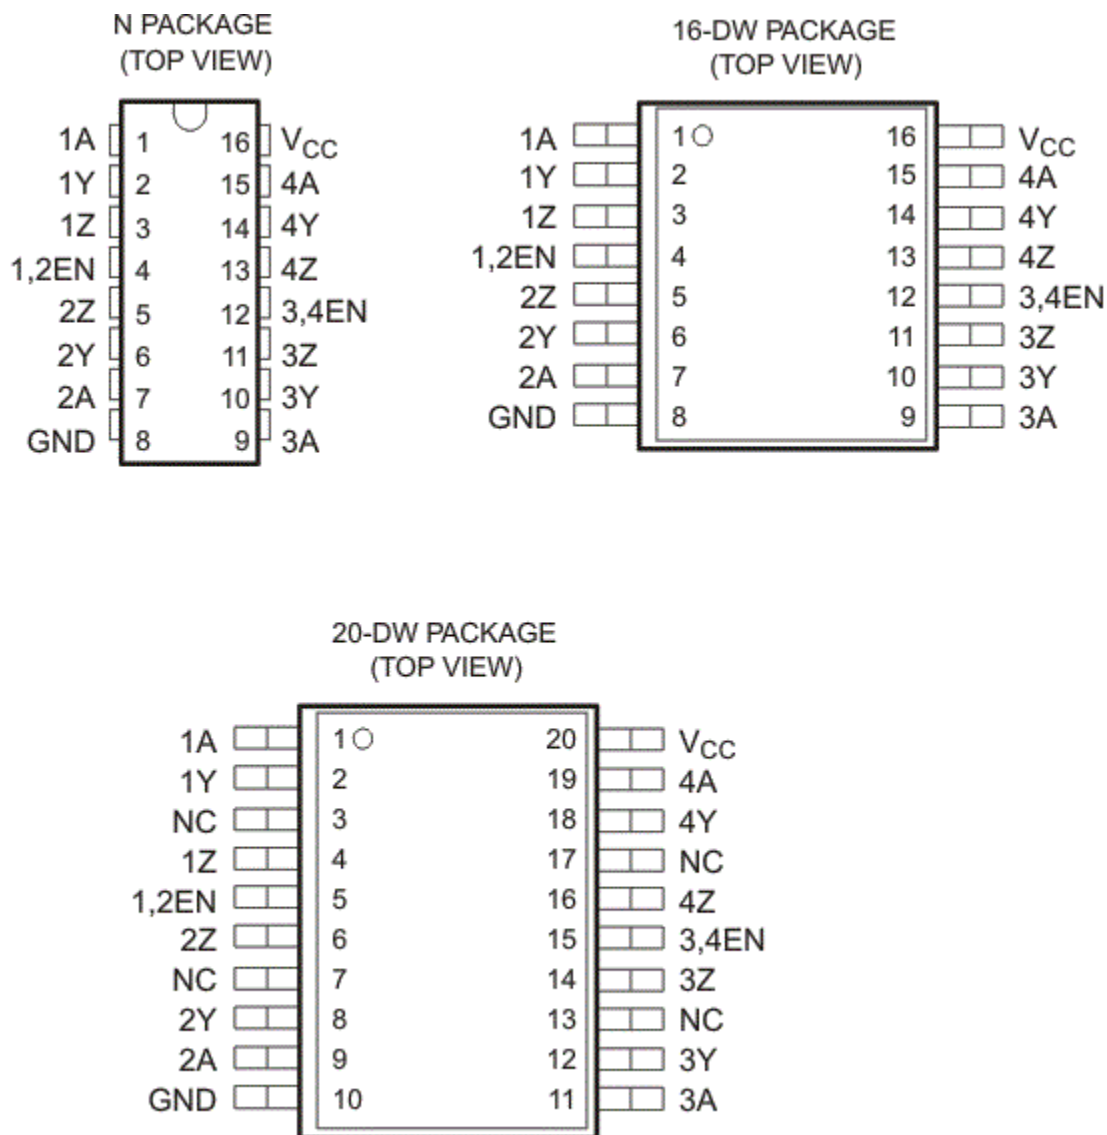 N PACKAGE
(TOP VIEW)
1A 1 16 VCC
1Y 2 15 4A
1Z 3 14 4Y
1,2EN 4 13 4Z
2Z 5 12 3,4EN
2Y 6 11 3Z
2A 7 10 3Y
GND 8 9 3A
16-DW PACKAGE
(TOP VIEW)
1A 1 16 VCC
1Y 2 15 4A
1Z 3 14 4Y
1,2EN 4 13 4Z
2Z 5 12 3,4EN
2Y 6 11 3Z
2A 7 10 3Y
GND 8 9 3A
20-DW PACKAGE
(TOP VIEW)
1A 1 20 VCC
1Y 2 19 4A
NC 3 18 4Y
1Z 4 17 NC
1,2EN 5 16 4Z
2Z 6 15 3,4EN
NC 7 14 3Z
2Y 8 13 NC
2A 9 12 3Y
GND 10 11 3A